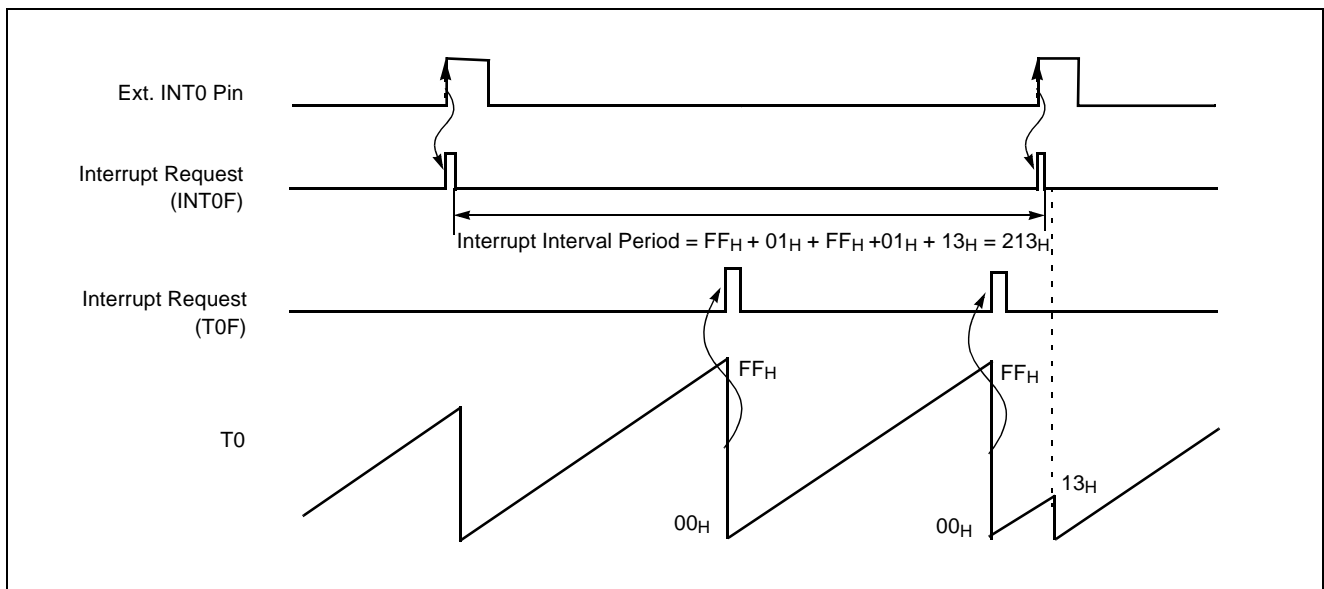 Ext. INT0 Pin
Interrupt Request
(INT0F)
Interrupt Interval Period = FFH + 01H + FFH +01H + 13H = 213H
Interrupt Request
(T0F)
FFH
FFH
T0
13H
00H
00H